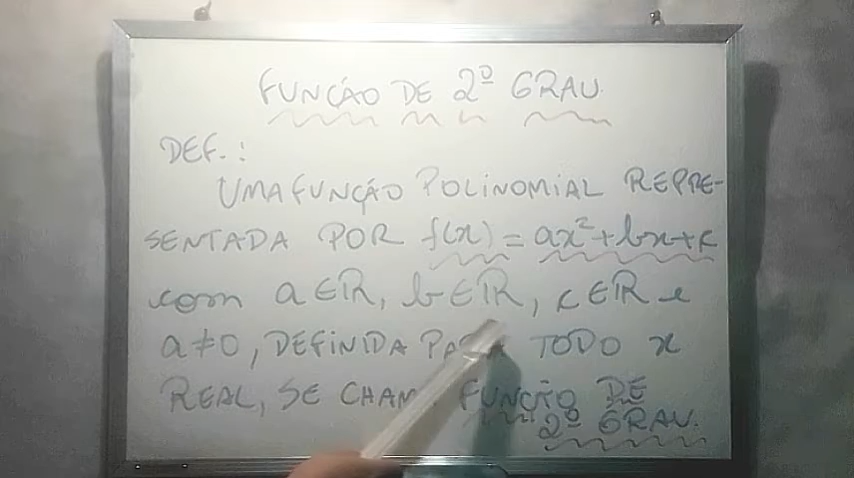 FUNÇÃO DE 2º GRAU.
DEF.:
UMA FUNÇÃO POLINOMIAL REPRE-
SENTADA POR f(x) = ax²+bx+c
com a∈ℝ, b∈ℝ, c∈ℝ e
a≠0, DEFINIDA TODO x
REAL, SE FUNÇÃO DE
2º GRAU.